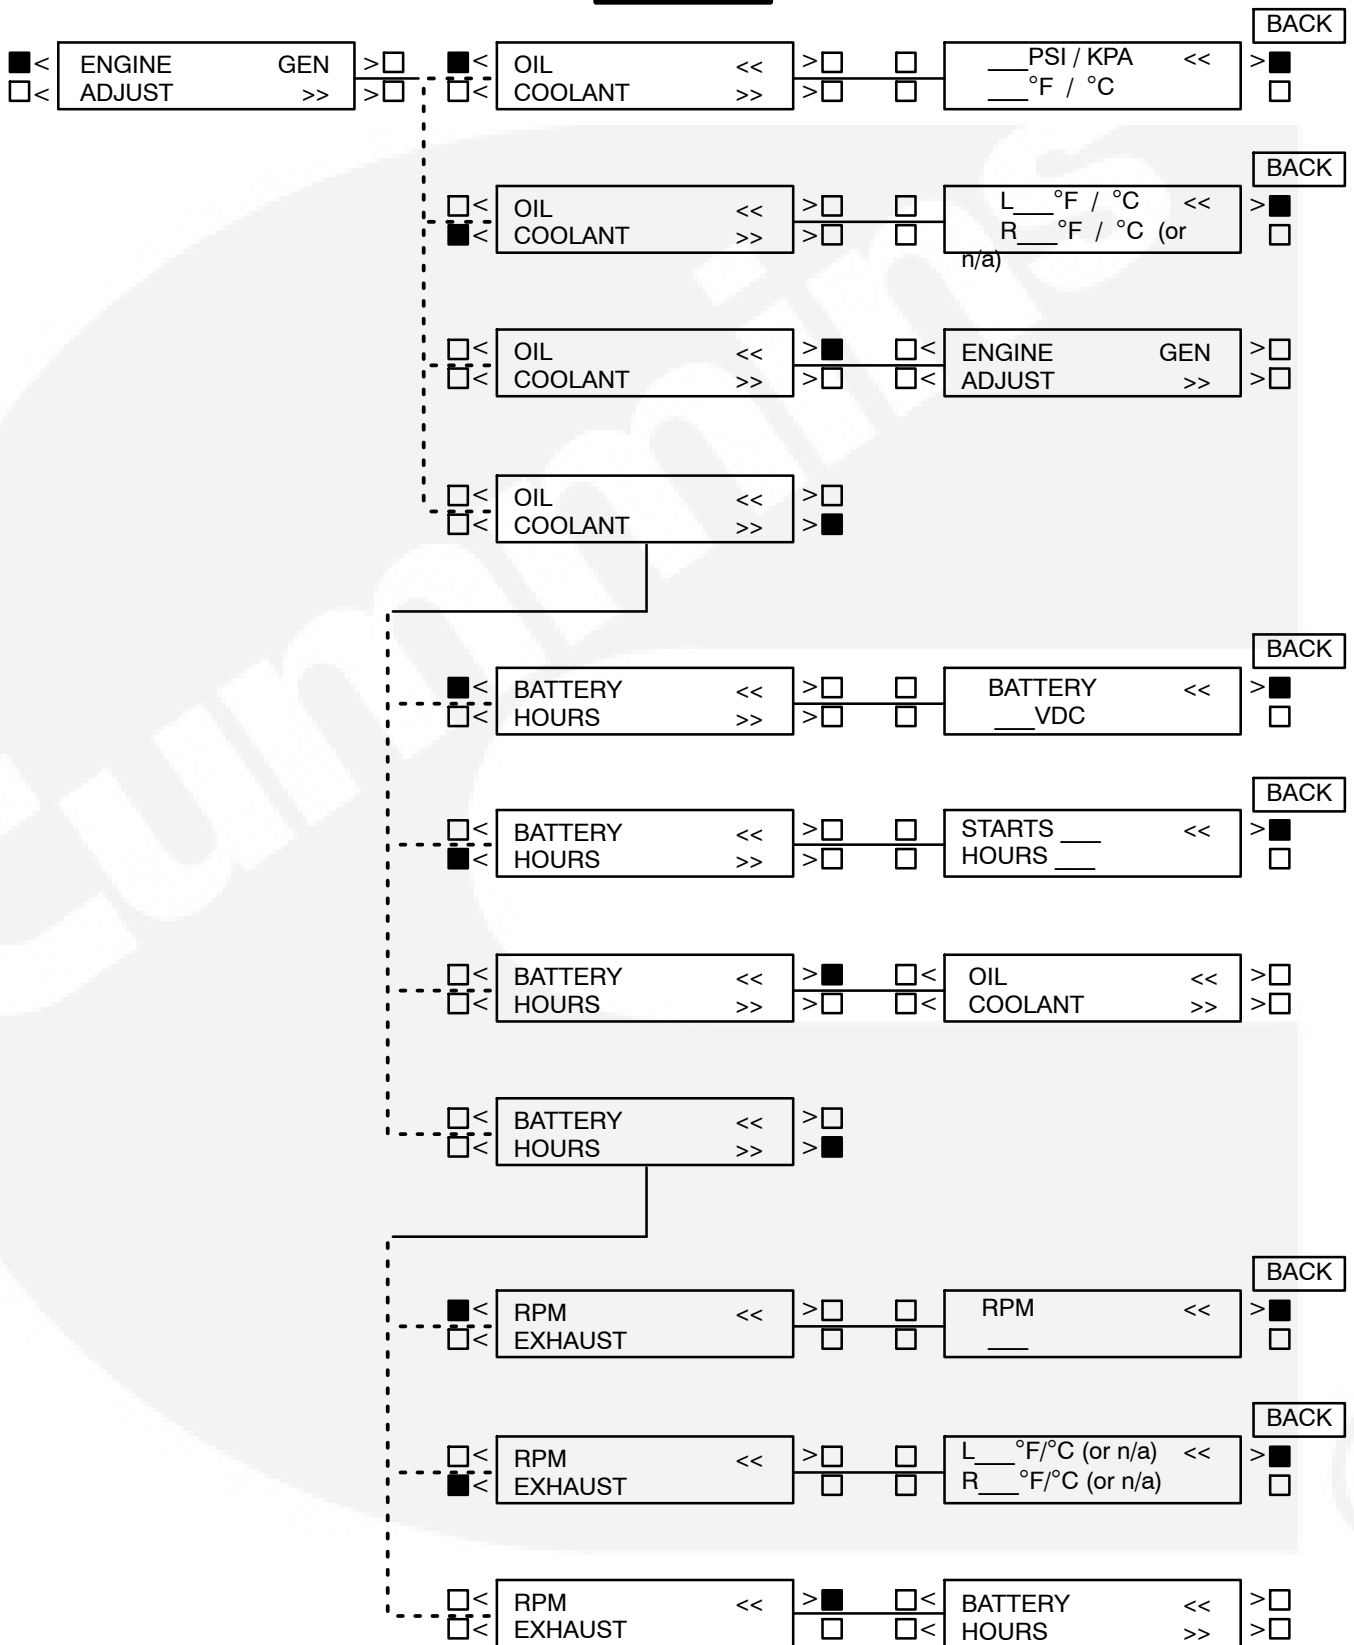 BACK
< ENGINE GEN >
< ADJUST >> >
< OIL << >
< COOLANT >> >
___PSI / KPA << >
___°F / °C
BACK
< OIL << >
< COOLANT >> >
L___°F / °C << >
R___°F / °C (or
n/a)
< OIL << >
< COOLANT >> >
< ENGINE GEN >
< ADJUST >> >
< OIL << >
< COOLANT >> >
BACK
< BATTERY << >
< HOURS >> >
BATTERY << >
___VDC
BACK
< BATTERY << >
< HOURS >> >
STARTS ___ << >
HOURS ___
< BATTERY << >
< HOURS >> >
< OIL << >
< COOLANT >> >
< BATTERY << >
< HOURS >> >
BACK
< RPM << >
< EXHAUST
RPM << >
___
BACK
< RPM << >
< EXHAUST
L___°F/°C (or n/a) << >
R___°F/°C (or n/a)
< RPM << >
< EXHAUST
< BATTERY << >
< HOURS >> >
Cummins